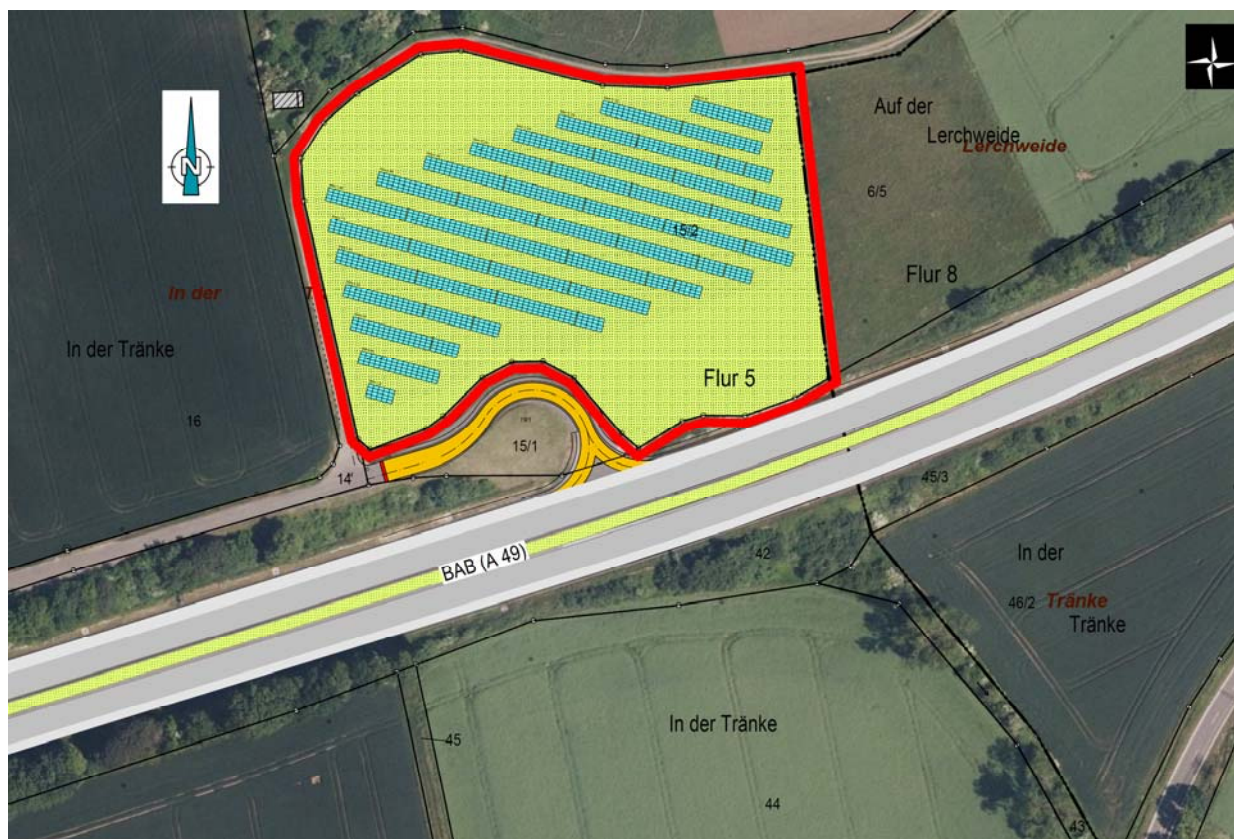 N
Auf der
Lerchweide
Lerchweide
6/5
15/2
Flur 8
In der
In der Tränke
16
Flur 5
15/1
14
BAB (A 49)
45/3
42
In der
46/2
Tränke
Tränke
In der Tränke
45
44
43